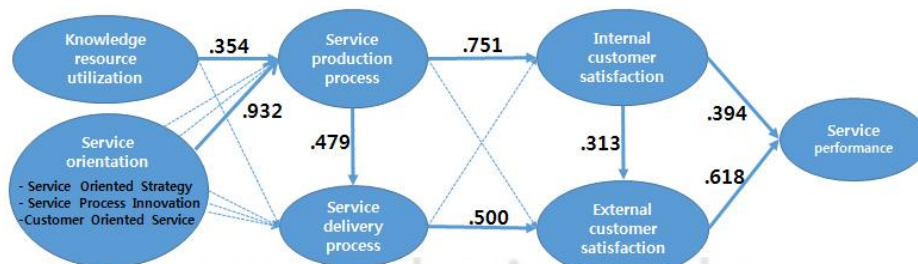 Knowledge
resource
utilization
.354
Service
production
process
.751
Internal
customer
satisfaction
.932
.479
.313
.394
Service
orientation
- Service Oriented Strategy
- Service Process Innovation
-Customer Oriented Service
Service
performance
Service
delivery
process
.500
External
customer
satisfaction
.618